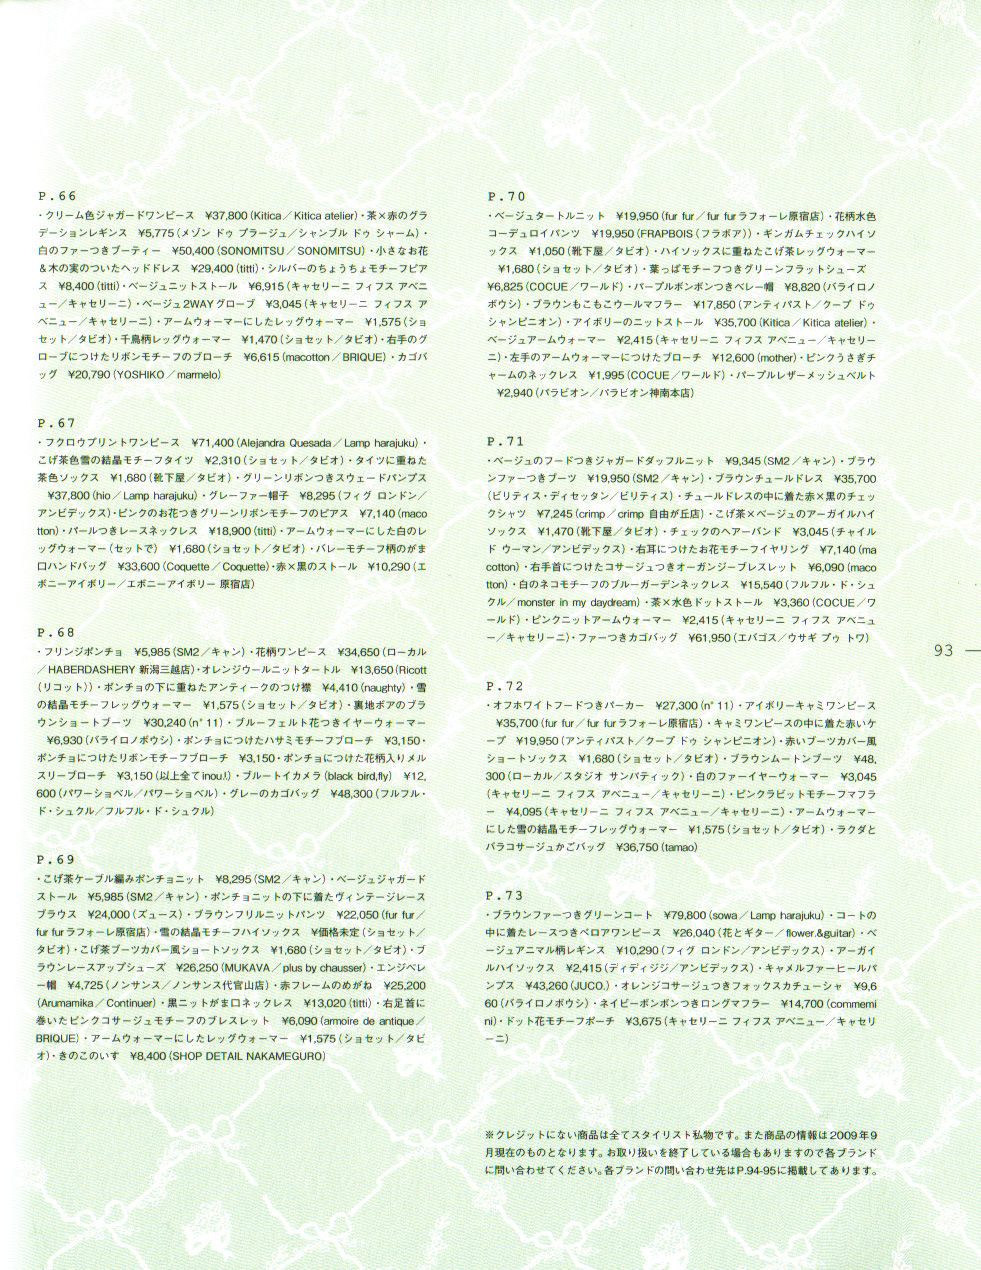 P.66
・クリーム色ジャガードワンピース　¥37,800（Kitica／Kitica atelier）・茶×赤のグラ
デーションレギンス　¥5,775（メゾン ドゥ プラージュ／シャンブル ドゥ シャーム）・
白のファーつきブーティー　¥50,400（SONOMITSU／SONOMITSU）・小さなお花
＆木の実のついたヘッドドレス　¥29,400（titti）・シルバーのちょうちょモチーフピア
ス　¥8,400（titti）・ベージュニットストール　¥6,915（キャセリーニ フィフス アベニ
ュー／キャセリーニ）・ベージュ2WAYグローブ　¥3,045（キャセリーニ フィフス ア
ベニュー／キャセリーニ）・アームウォーマーにしたレッグウォーマー　¥1,575（ショ
セット／タビオ）・千鳥柄レッグウォーマー　¥1,470（ショセット／タビオ）・右手のグ
ローブにつけたリボンモチーフのブローチ　¥6,615（macotton／BRIQUE）・カゴバ
ッグ　¥20,790（YOSHIKO／marmelo）
P.67
・フクロウプリントワンピース　¥71,400（Alejandra Quesada／Lamp harajuku）・
こげ茶色雪の結晶モチーフタイツ　¥2,310（ショセット／タビオ）・タイツに重ねた
茶色ソックス　¥1,680（靴下屋／タビオ）・グリーンリボンつきスウェードパンプス
¥37,800（hio／Lamp harajuku）・グレーファー帽子　¥8,295（フィグ ロンドン／
アンビデックス）・ピンクのお花つきグリーンリボンモチーフのピアス　¥7,140（maco
tton）・パールつきレースネックレス　¥18,900（titti）・アームウォーマーにした白のレ
ッグウォーマー（セットで）　¥1,680（ショセット／タビオ）・バレーモチーフ柄のがま
口ハンドバッグ　¥33,600（Coquette／Coquette）・赤×黒のストール　¥10,290（エ
ボニーアイボリー／エボニーアイボリー 原宿店）
P.68
・フリンジポンチョ　¥5,985（SM2／キャン）・花柄ワンピース　¥34,650（ローカル
／HABERDASHERY 新潟三越店）・オレンジウールニットタートル　¥13,650（Ricott
（リコット））・ポンチョの下に重ねたアンティークのつけ襟　¥4,410（naughty）・雪
の結晶モチーフレッグウォーマー　¥1,575（ショセット／タビオ）・裏地ボアのブラ
ウンショートブーツ　¥30,240（n°11）・ブルーフェルト花つきイヤーウォーマー
¥6,930（バライロノボウシ）・ポンチョにつけたハサミモチーフブローチ　¥3,150・
ポンチョにつけたリボンモチーフブローチ　¥3,150・ポンチョにつけた花柄入りメル
スリーブローチ　¥3,150（以上全てinou!）・ブルートイカメラ（black bird,fly）　¥12,
600（パワーショベル／パワーショベル）・グレーのカゴバッグ　¥48,300（フルフル・
ド・シュクル／フルフル・ド・シュクル）
P.69
・こげ茶ケーブル編みポンチョニット　¥8,295（SM2／キャン）・ベージュジャガード
ストール　¥5,985（SM2／キャン）・ポンチョニットの下に着たヴィンテージレース
ブラウス　¥24,000（ズュース）・ブラウンフリルニットパンツ　¥22,050（fur fur／
fur furラフォーレ原宿店）・雪の結晶モチーフハイソックス　¥価格未定（ショセット／
タビオ）・こげ茶ブーツカバー風ショートソックス　¥1,680（ショセット／タビオ）・ブ
ラウンレースアップシューズ　¥26,250（MUKAVA／plus by chausser）・エンジベレ
ー帽　¥4,725（ノンサンス／ノンサンス代官山店）・赤フレームのめがね　¥25,200
（Arumamika／Continuer）・黒ニットがま口ネックレス　¥13,020（titti）・右足首に
巻いたピンクコサージュモチーフのブレスレット　¥6,090（armoire de antique／
BRIQUE）・アームウォーマーにしたレッグウォーマー　¥1,575（ショセット／タビ
オ）・きのこのいす　¥8,400（SHOP DETAIL NAKAMEGURO）
P.70
・ベージュタートルニット　¥19,950（fur fur／fur furラフォーレ原宿店）・花柄水色
コーデュロイパンツ　¥19,950（FRAPBOIS（フラボア））・ギンガムチェックハイソ
ックス　¥1,050（靴下屋／タビオ）・ハイソックスに重ねたこげ茶レッグウォーマー
¥1,680（ショセット／タビオ）・葉っぱモチーフつきグリーンフラットシューズ
¥6,825（COCUE／ワールド）・パープルボンボンつきベレー帽　¥8,820（バライロノ
ボウシ）・ブラウンもこもこウールマフラー　¥17,850（アンティパスト／クープ ドゥ
シャンピニオン）・アイボリーのニットストール　¥35,700（Kitica／Kitica atelier）・
ベージュアームウォーマー　¥2,415（キャセリーニ フィフス アベニュー／キャセリー
ニ）・左手のアームウォーマーにつけたブローチ　¥12,600（mother）・ピンクうさぎチ
ャームのネックレス　¥1,995（COCUE／ワールド）・パープルレザーメッシュベルト
¥2,940（パラビオン／パラビオン神南本店）
P.71
・ベージュのフードつきジャガードダッフルニット　¥9,345（SM2／キャン）・ブラウ
ンファーつきブーツ　¥19,950（SM2／キャン）・ブラウンチュールドレス　¥35,700
（ビリティス・ディセッタン／ビリティス）・チュールドレスの中に着た赤×黒のチェッ
クシャツ　¥7,245（crimp／crimp 自由が丘店）・こげ茶×ベージュのアーガイルハイ
ソックス　¥1,470（靴下屋／タビオ）・チェックのヘアーバンド　¥3,045（チャイル
ド ウーマン／アンビデックス）・右耳につけたお花モチーフイヤリング　¥7,140（ma
cotton）・右手首につけたコサージュつきオーガンジーブレスレット　¥6,090（maco
tton）・白のネコモチーフのブルーガーデンネックレス　¥15,540（フルフル・ド・シュ
クル／monster in my daydream）・茶×水色ドットストール　¥3,360（COCUE／ワ
ールド）・ピンクニットアームウォーマー　¥2,415（キャセリーニ フィフス アベニュ
ー／キャセリーニ）・ファーつきカゴバッグ　¥61,950（エバゴス／ウサギ プゥ トワ）
P.72
・オフホワイトフードつきパーカー　¥27,300（n°11）・アイボリーキャミワンピース
¥35,700（fur fur／fur furラフォーレ原宿店）・キャミワンピースの中に着た赤いケ
ープ　¥19,950（アンティパスト／クープ ドゥ シャンピニオン）・赤いブーツカバー風
ショートソックス　¥1,680（ショセット／タビオ）・ブラウンムートンブーツ　¥48,
300（ローカル／スタジオ サンパティック）・白のファーイヤーウォーマー　¥3,045
（キャセリーニ フィフス アベニュー／キャセリーニ）・ピンクラビットモチーフマフラ
ー　¥4,095（キャセリーニ フィフス アベニュー／キャセリーニ）・アームウォーマー
にした雪の結晶モチーフレッグウォーマー　¥1,575（ショセット／タビオ）・ラクダと
バラコサージュかごバッグ　¥36,750（tamao）
P.73
・ブラウンファーつきグリーンコート　¥79,800（sowa／Lamp harajuku）・コートの
中に着たレースつきベロアワンピース　¥26,040（花とギター／flower.&guitar）・ベ
ージュアニマル柄レギンス　¥10,290（フィグ ロンドン／アンビデックス）・アーガイ
ルハイソックス　¥2,415（ディディジジ／アンビデックス）・キャメルファーヒールパ
ンプス　¥43,260（JUCO.）・オレンジコサージュつきフォックスカチューシャ　¥9,6
60（バライロノボウシ）・ネイビーボンボンつきロングマフラー　¥14,700（commemi
ni）・ドット花モチーフポーチ　¥3,675（キャセリーニ フィフス アベニュー／キャセリ
ーニ）
※クレジットにない商品は全てスタイリスト私物です。また商品の情報は2009年9
月現在のものとなります。お取り扱いを終了している場合もありますので各ブランド
に問い合わせてください。各ブランドの問い合わせ先はP.94-95に掲載してあります。
93